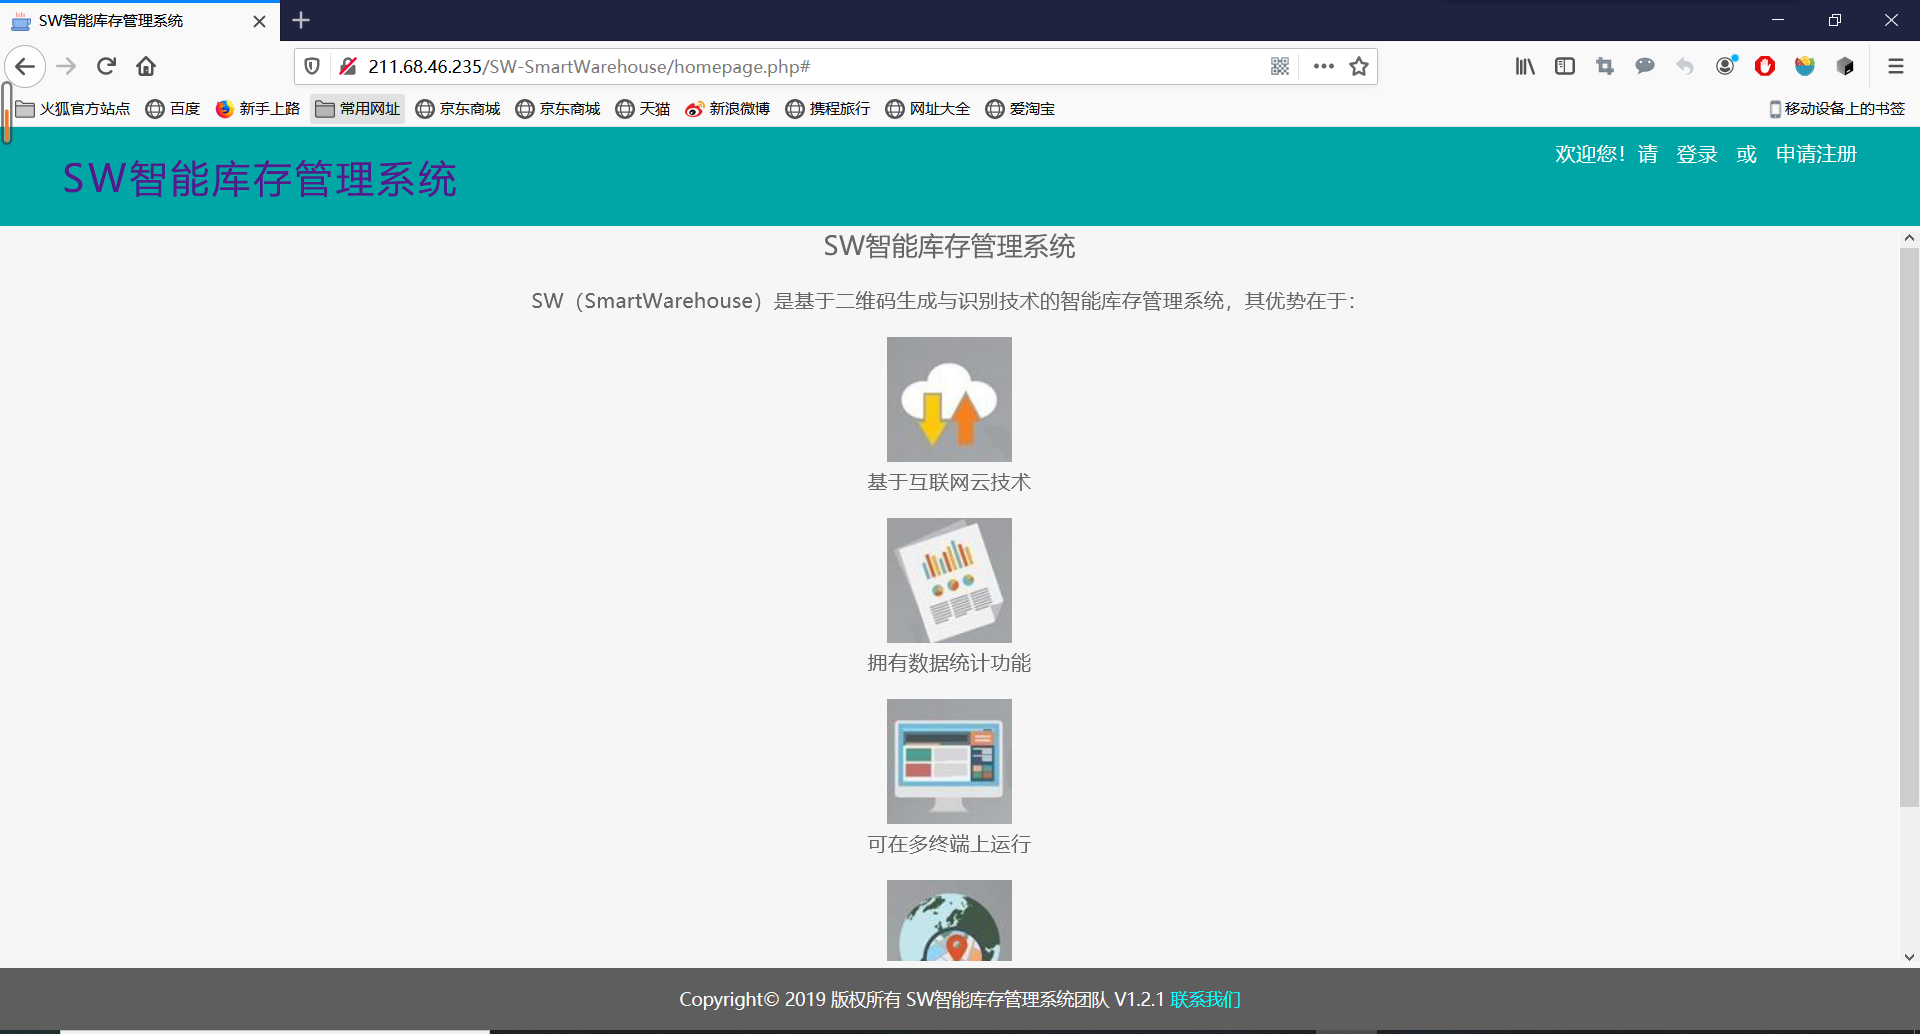 SW智能库存管理系统
211.68.46.235/SW-SmartWarehouse/homepage.php#
火狐官方站点 百度 新手上路 常用网址 京东商城 京东商城 天猫 新浪微博 携程旅行 网址大全 爱淘宝 移动设备上的书签
SW智能库存管理系统
欢迎您！请 登录 或 申请注册
SW智能库存管理系统
SW（SmartWarehouse）是基于二维码生成与识别技术的智能库存管理系统，其优势在于：
基于互联网云技术
拥有数据统计功能
可在多终端上运行
Copyright© 2019 版权所有 SW智能库存管理系统团队 V1.2.1 联系我们